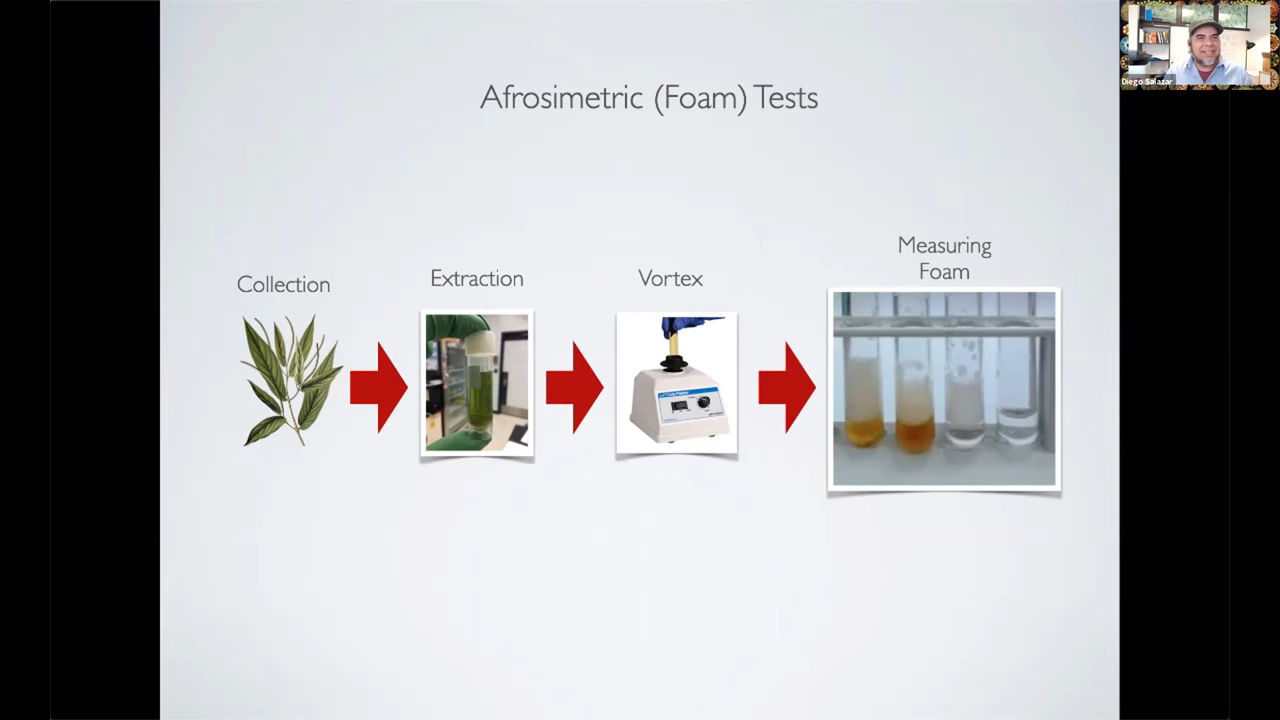 Afrosimetric (Foam) Tests
Diego Salazar
Collection
Extraction
Vortex
Measuring
Foam